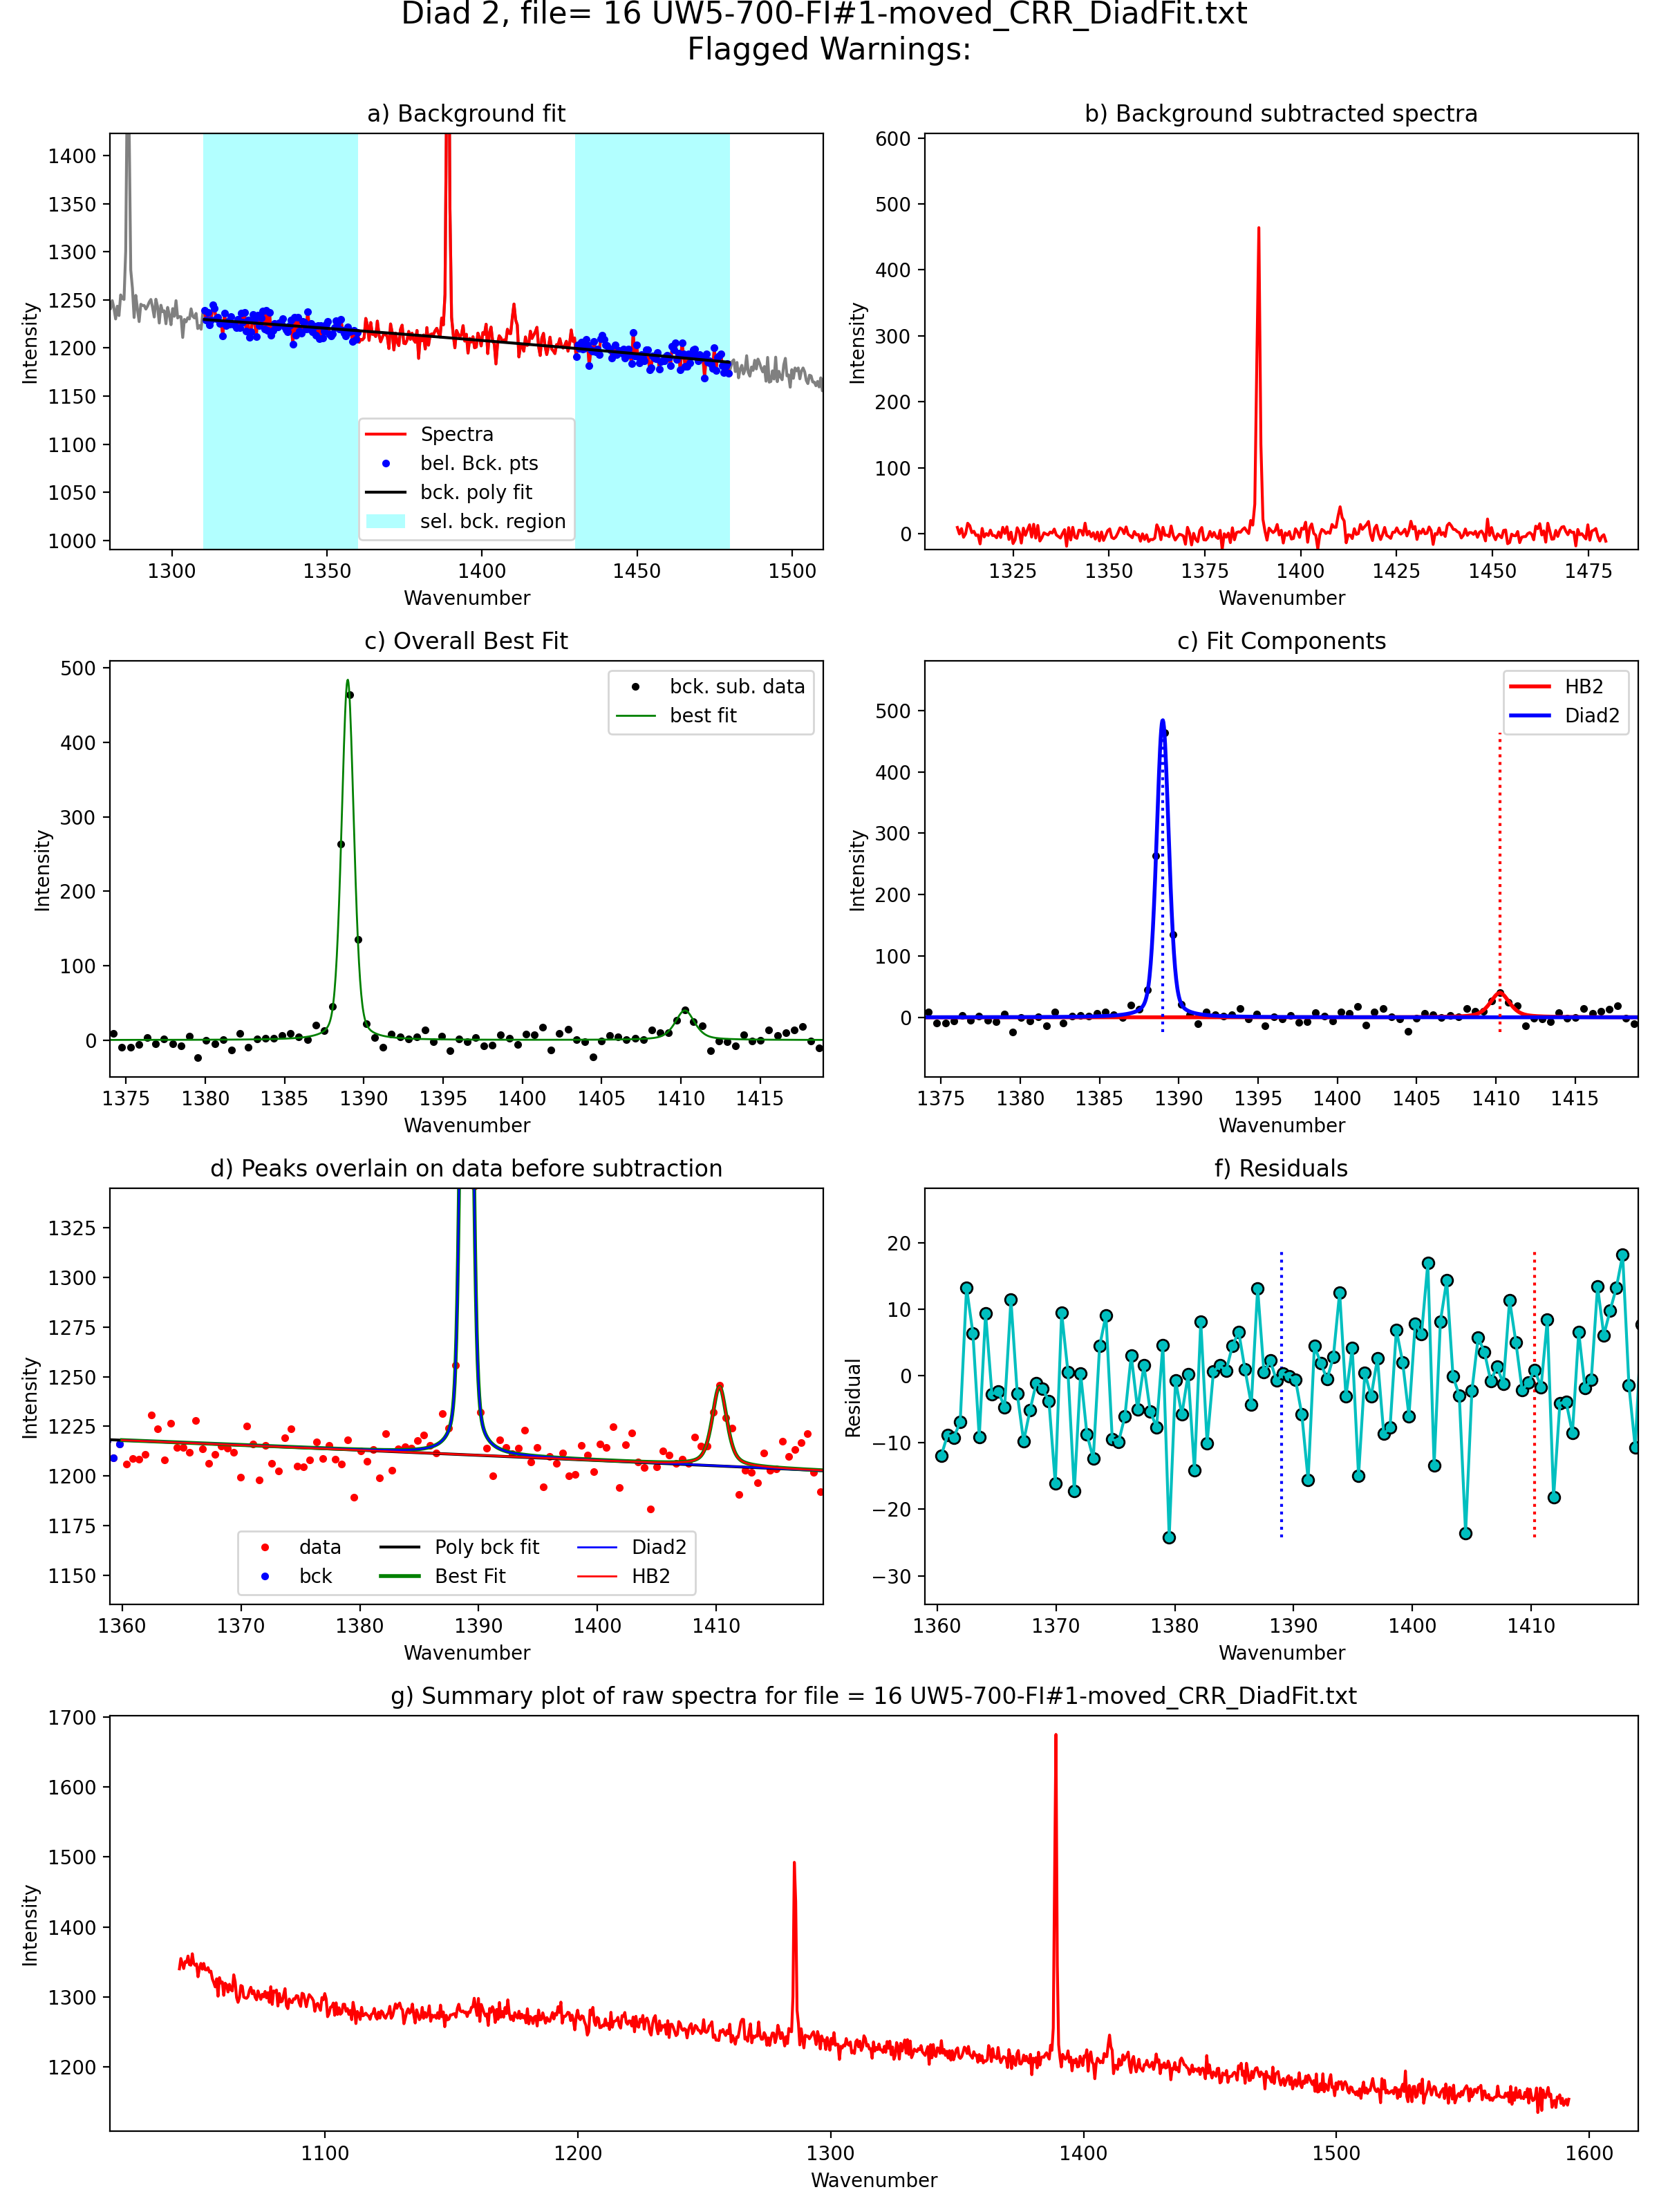 Diad 2, file= 16 UW5-700-FI#1-moved_CRR_DiadFit.txt
Flagged Warnings:
a) Background fit
Intensity
1400
1350
1300
1250
1200
1150
1100
1050
1000
Spectra
bel. Bck. pts
bck. poly fit
sel. bck. region
1300 1350 1400 1450 1500
Wavenumber
b) Background subtracted spectra
Intensity
600
500
400
300
200
100
0
1325 1350 1375 1400 1425 1450 1475
Wavenumber
c) Overall Best Fit
Intensity
500
400
300
200
100
0
bck. sub. data
best fit
1375 1380 1385 1390 1395 1400 1405 1410 1415
Wavenumber
c) Fit Components
Intensity
500
400
300
200
100
0
HB2
Diad2
1375 1380 1385 1390 1395 1400 1405 1410 1415
Wavenumber
d) Peaks overlain on data before subtraction
Intensity
1325
1300
1275
1250
1225
1200
1175
1150
data Poly bck fit Diad2
bck Best Fit HB2
1360 1370 1380 1390 1400 1410
Wavenumber
f) Residuals
Residual
20
10
0
−10
−20
−30
1360 1370 1380 1390 1400 1410
Wavenumber
g) Summary plot of raw spectra for file = 16 UW5-700-FI#1-moved_CRR_DiadFit.txt
Intensity
1700
1600
1500
1400
1300
1200
1100 1200 1300 1400 1500 1600
Wavenumber